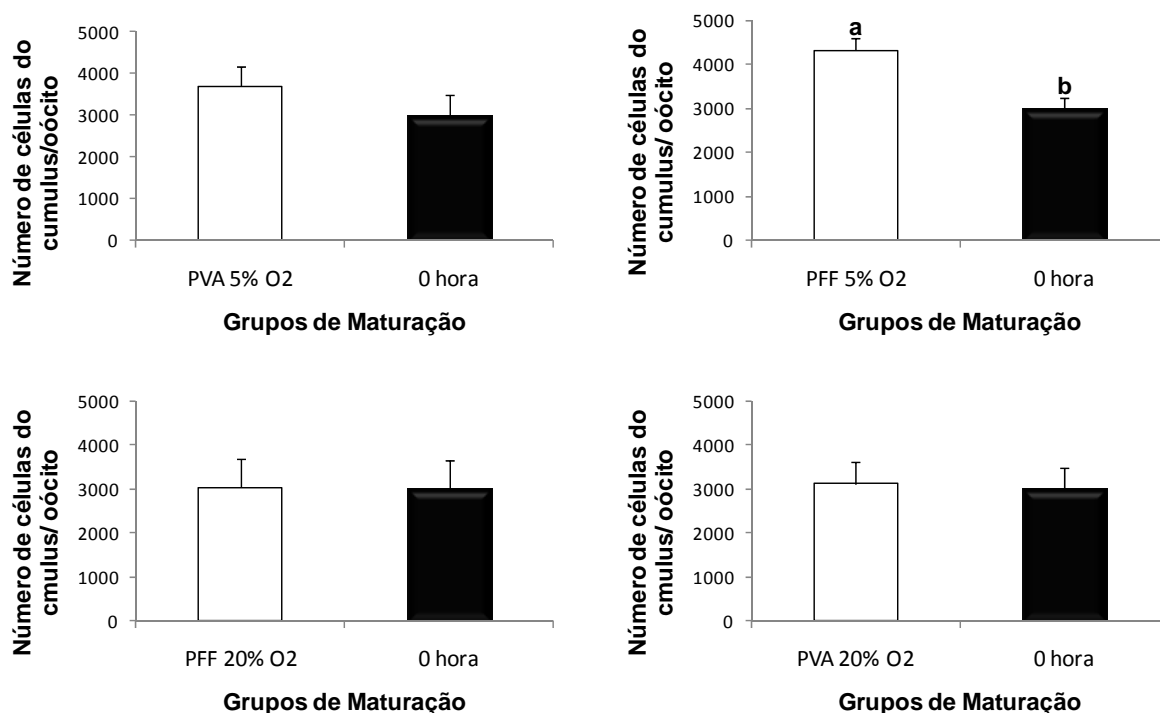 Número de células do
cumulus/oócito
5000
4000
3000
2000
1000
0
PVA 5% O2
0 hora
Grupos de Maturação
Número de células do
cumulus/ oócito
5000
4000
3000
2000
1000
0
a
b
PFF 5% O2
0 hora
Grupos de Maturação
Número de células do
cmulus/ oócito
5000
4000
3000
2000
1000
0
PFF 20% O2
0 hora
Grupos de Maturação
Número de células do
cmulus/ oócito
5000
4000
3000
2000
1000
0
PVA 20% O2
0 hora
Grupos de Maturação